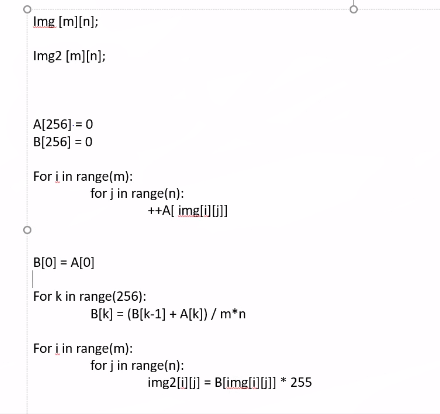 Img [m][n];
Img2 [m][n];
A[256] = 0
B[256] = 0
For i in range(m):
for j in range(n):
++A[ img[i][j]]
B[0] = A[0]
For k in range(256):
B[k] = (B[k-1] + A[k]) / m*n
For i in range(m):
for j in range(n):
img2[i][j] = B[img[i][j]] * 255